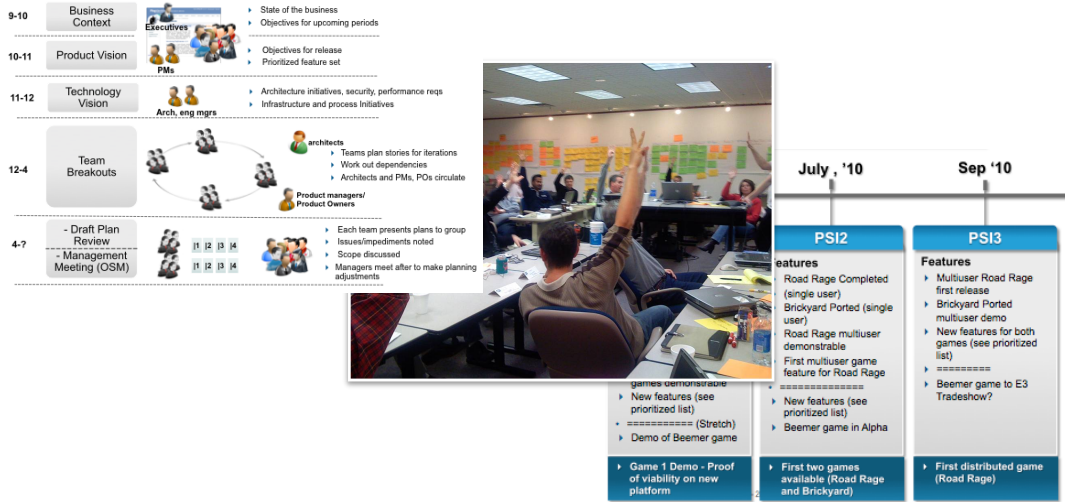 9-10
Business
Context
Executives
State of the business
Objectives for upcoming periods
10-11
Product Vision
PMs
Objectives for release
Prioritized feature set
11-12
Technology
Vision
Arch, eng mgrs
Architecture initiatives, security, performance reqs
Infrastructure and process Initiatives
12-4
Team
Breakouts
architects
Teams plan stories for iterations
Work out dependencies
Architects and PMs, POs circulate
Product managers/
Product Owners
4-?
- Draft Plan
Review
- Management
Meeting (OSM)
|1 |2 |3 |4
|1 |2 |3 |4
Each team presents plans to group
Issues/impediments noted
Scope discussed
Managers meet after to make planning
adjustments
games demonstrable
New features (see
prioritized list)
=========== (Stretch)
Demo of Beemer game
Game 1 Demo - Proof
of viability on new
platform
July , '10
PSI2
Road Rage Completed
(single user)
Brickyard Ported (single
user)
Road Rage multiuser
demonstrable
First multiuser game
feature for Road Rage
==============
New features (see
prioritized list)
Beemer game in Alpha
First two games
available (Road Rage
and Brickyard)
Sep '10
PSI3
Features
Multiuser Road Rage
first release
Brickyard Ported
multiuser demo
New features for both
games (see prioritized
list)
=========
Beemer game to E3
Tradeshow?
First distributed game
(Road Rage)